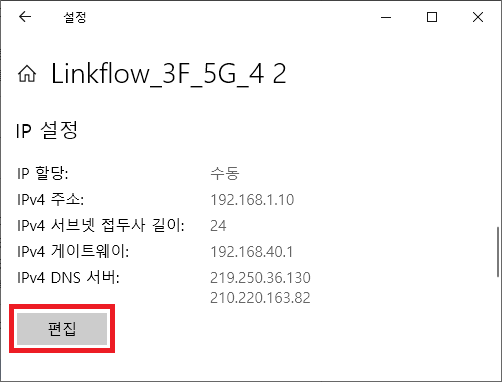 설정
Linkflow_3F_5G_4 2
IP 설정
IP 할당: 수동
IPv4 주소: 192.168.1.10
IPv4 서브넷 접두사 길이: 24
IPv4 게이트웨이: 192.168.40.1
IPv4 DNS 서버: 219.250.36.130
210.220.163.82
편집